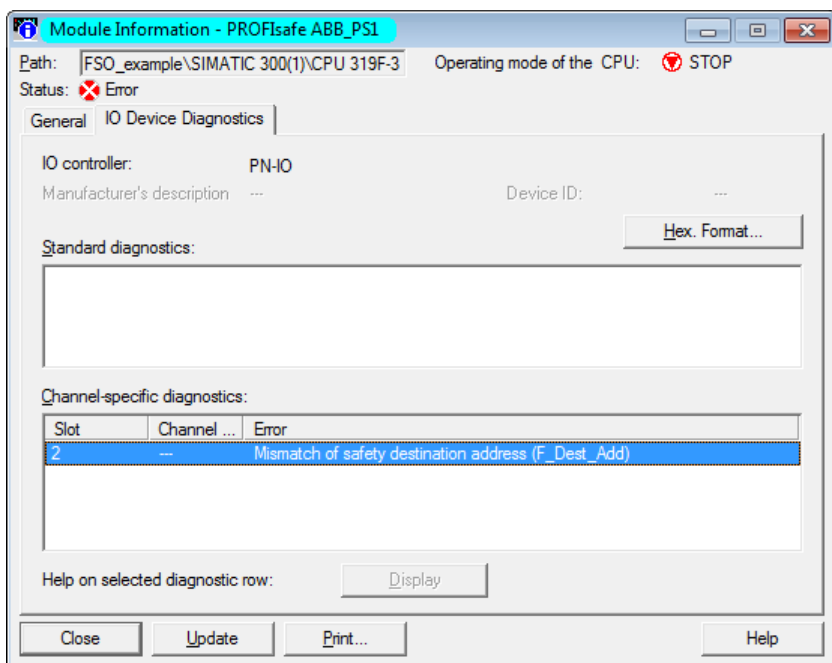 Module Information - PROFIsafe ABB_PS1
Path: FSO_example\SIMATIC 300(1)\CPU 319F-3 Operating mode of the CPU: STOP
Status: Error
General IO Device Diagnostics
IO controller: PN-IO
Manufacturer's description --- Device ID: ---
Hex. Format...
Standard diagnostics:
Channel-specific diagnostics:
Slot Channel ... Error
2 --- Mismatch of safety destination address (F_Dest_Add)
Help on selected diagnostic row: Display
Close Update Print... Help